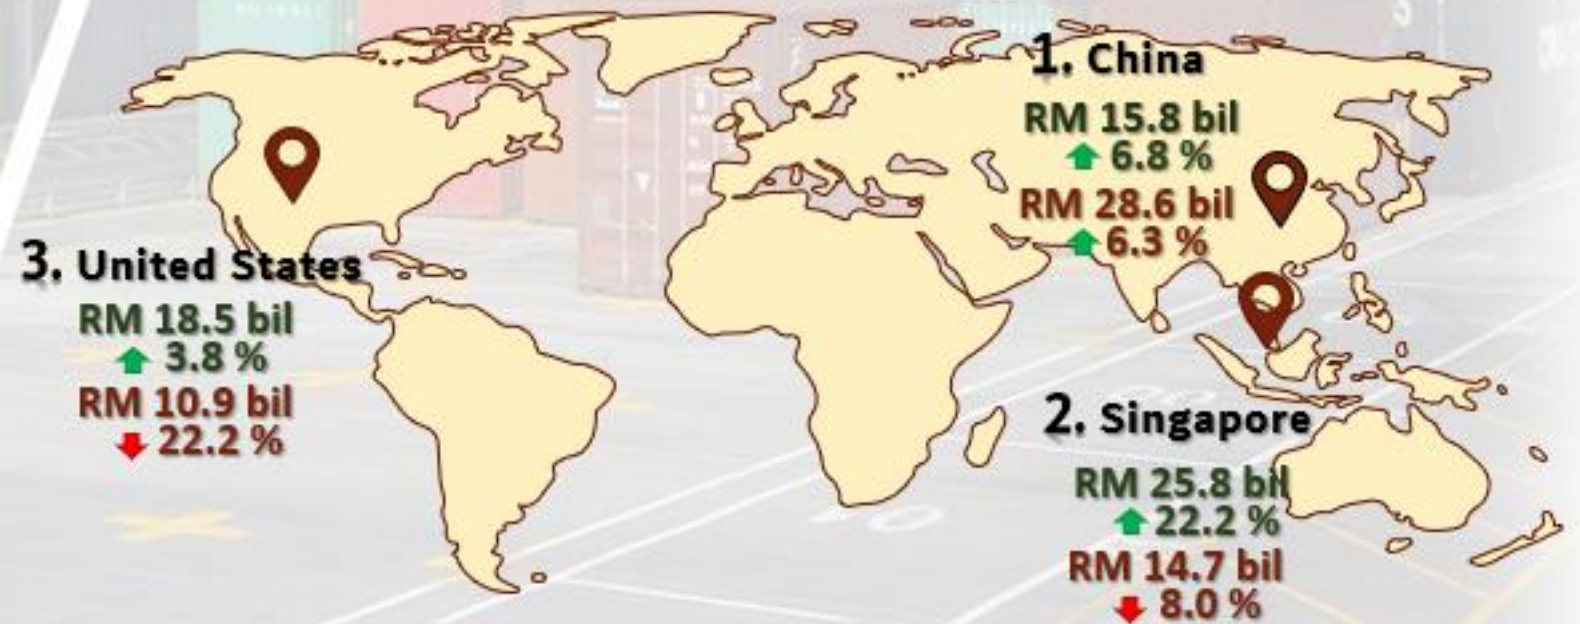 1. China
RM 15.8 bil
6.8 %
RM 28.6 bil
6.3 %
3. United States
RM 18.5 bil
3.8 %
RM 10.9 bil
22.2 %
2. Singapore
RM 25.8 bil
22.2 %
RM 14.7 bil
8.0 %